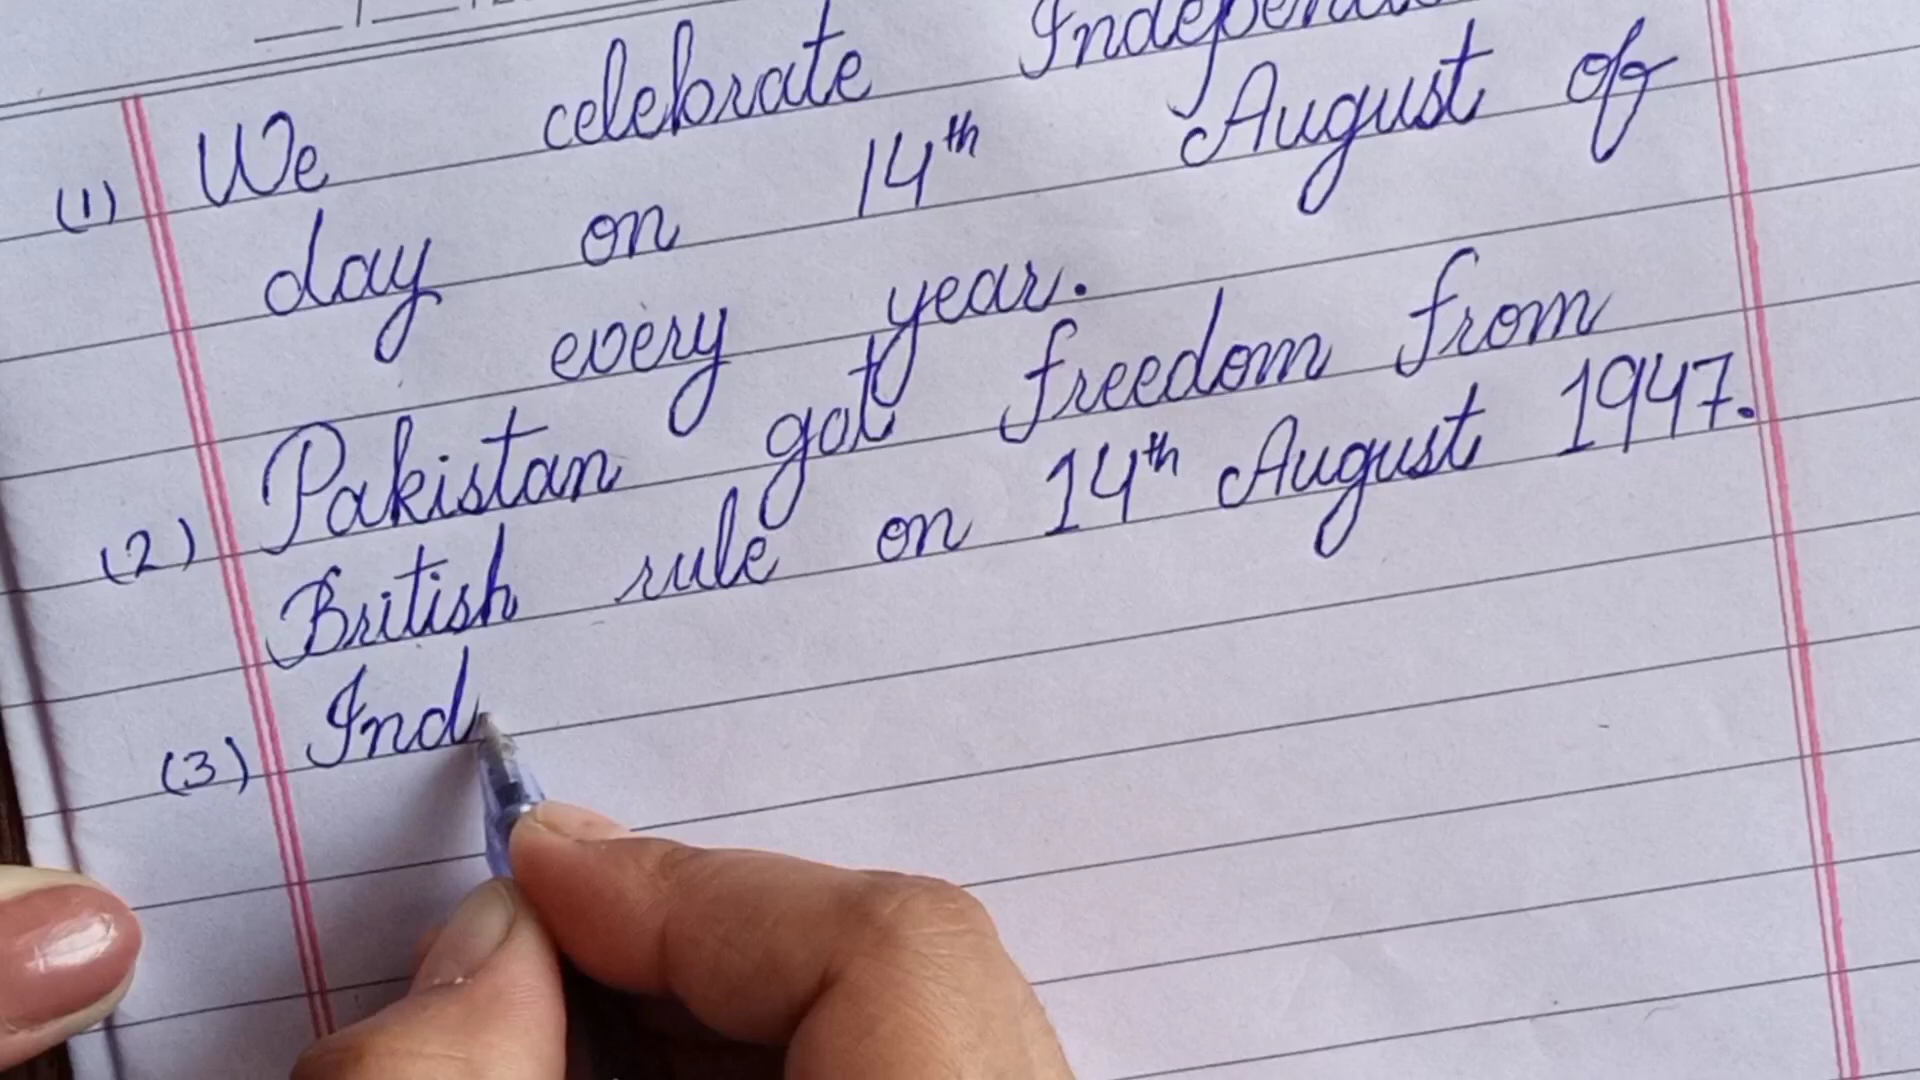 (1) We celebrate Independence
day on 14th August of
every year.
(2) Pakistan got freedom from
British rule on 14th August 1947.
(3) Ind